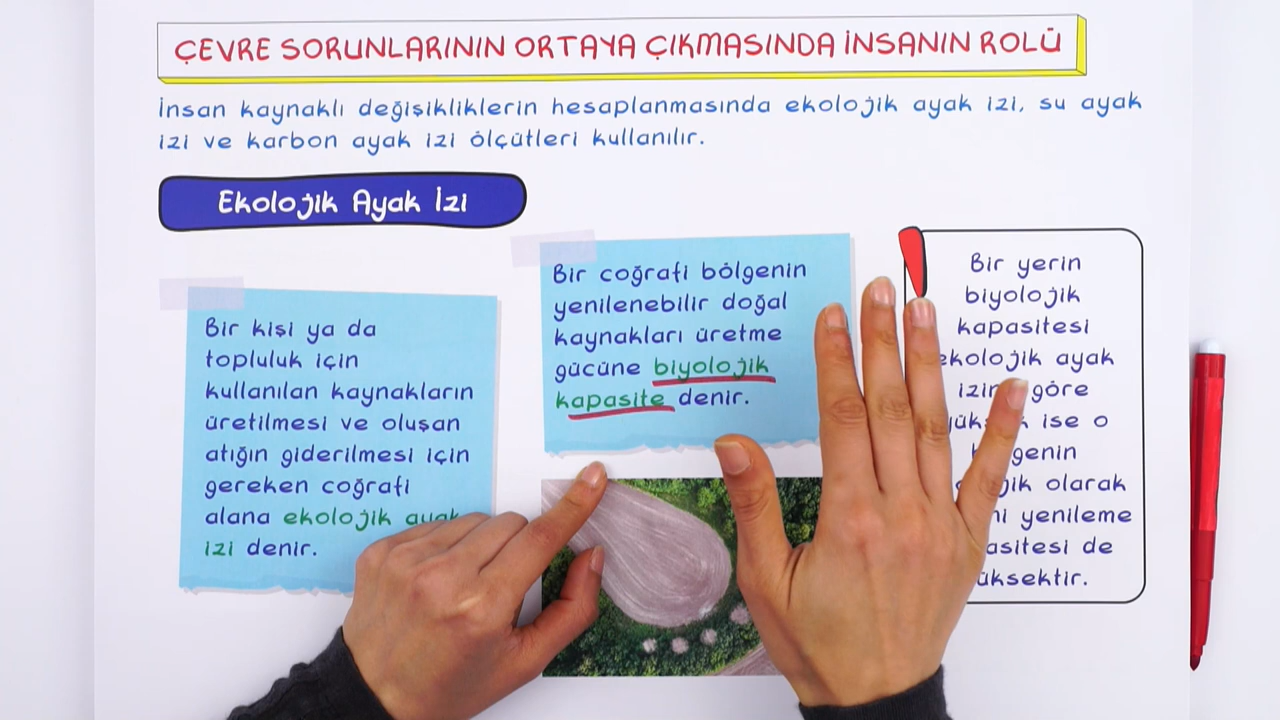 ÇEVRE SORUNLARININ ORTAYA ÇIKMASINDA İNSANIN ROLÜ
İnsan kaynaklı değişikliklerin hesaplanmasında ekolojik ayak izi, su ayak
izi ve karbon ayak izi ölçütleri kullanılır.
Ekolojik Ayak İzi
Bir kişi ya da
topluluk için
kullanılan kaynakların
üretilmesi ve oluşan
atığın giderilmesi için
gereken coğrafi
alana ekolojik ayak
izi denir.
Bir coğrafi bölgenin
yenilenebilir doğal
kaynakları üretme
gücüne biyolojik
kapasite denir.
Bir yerin
biyolojik
kapasitesi
ekolojik ayak
göre
ise o
olarak
yenileme
de